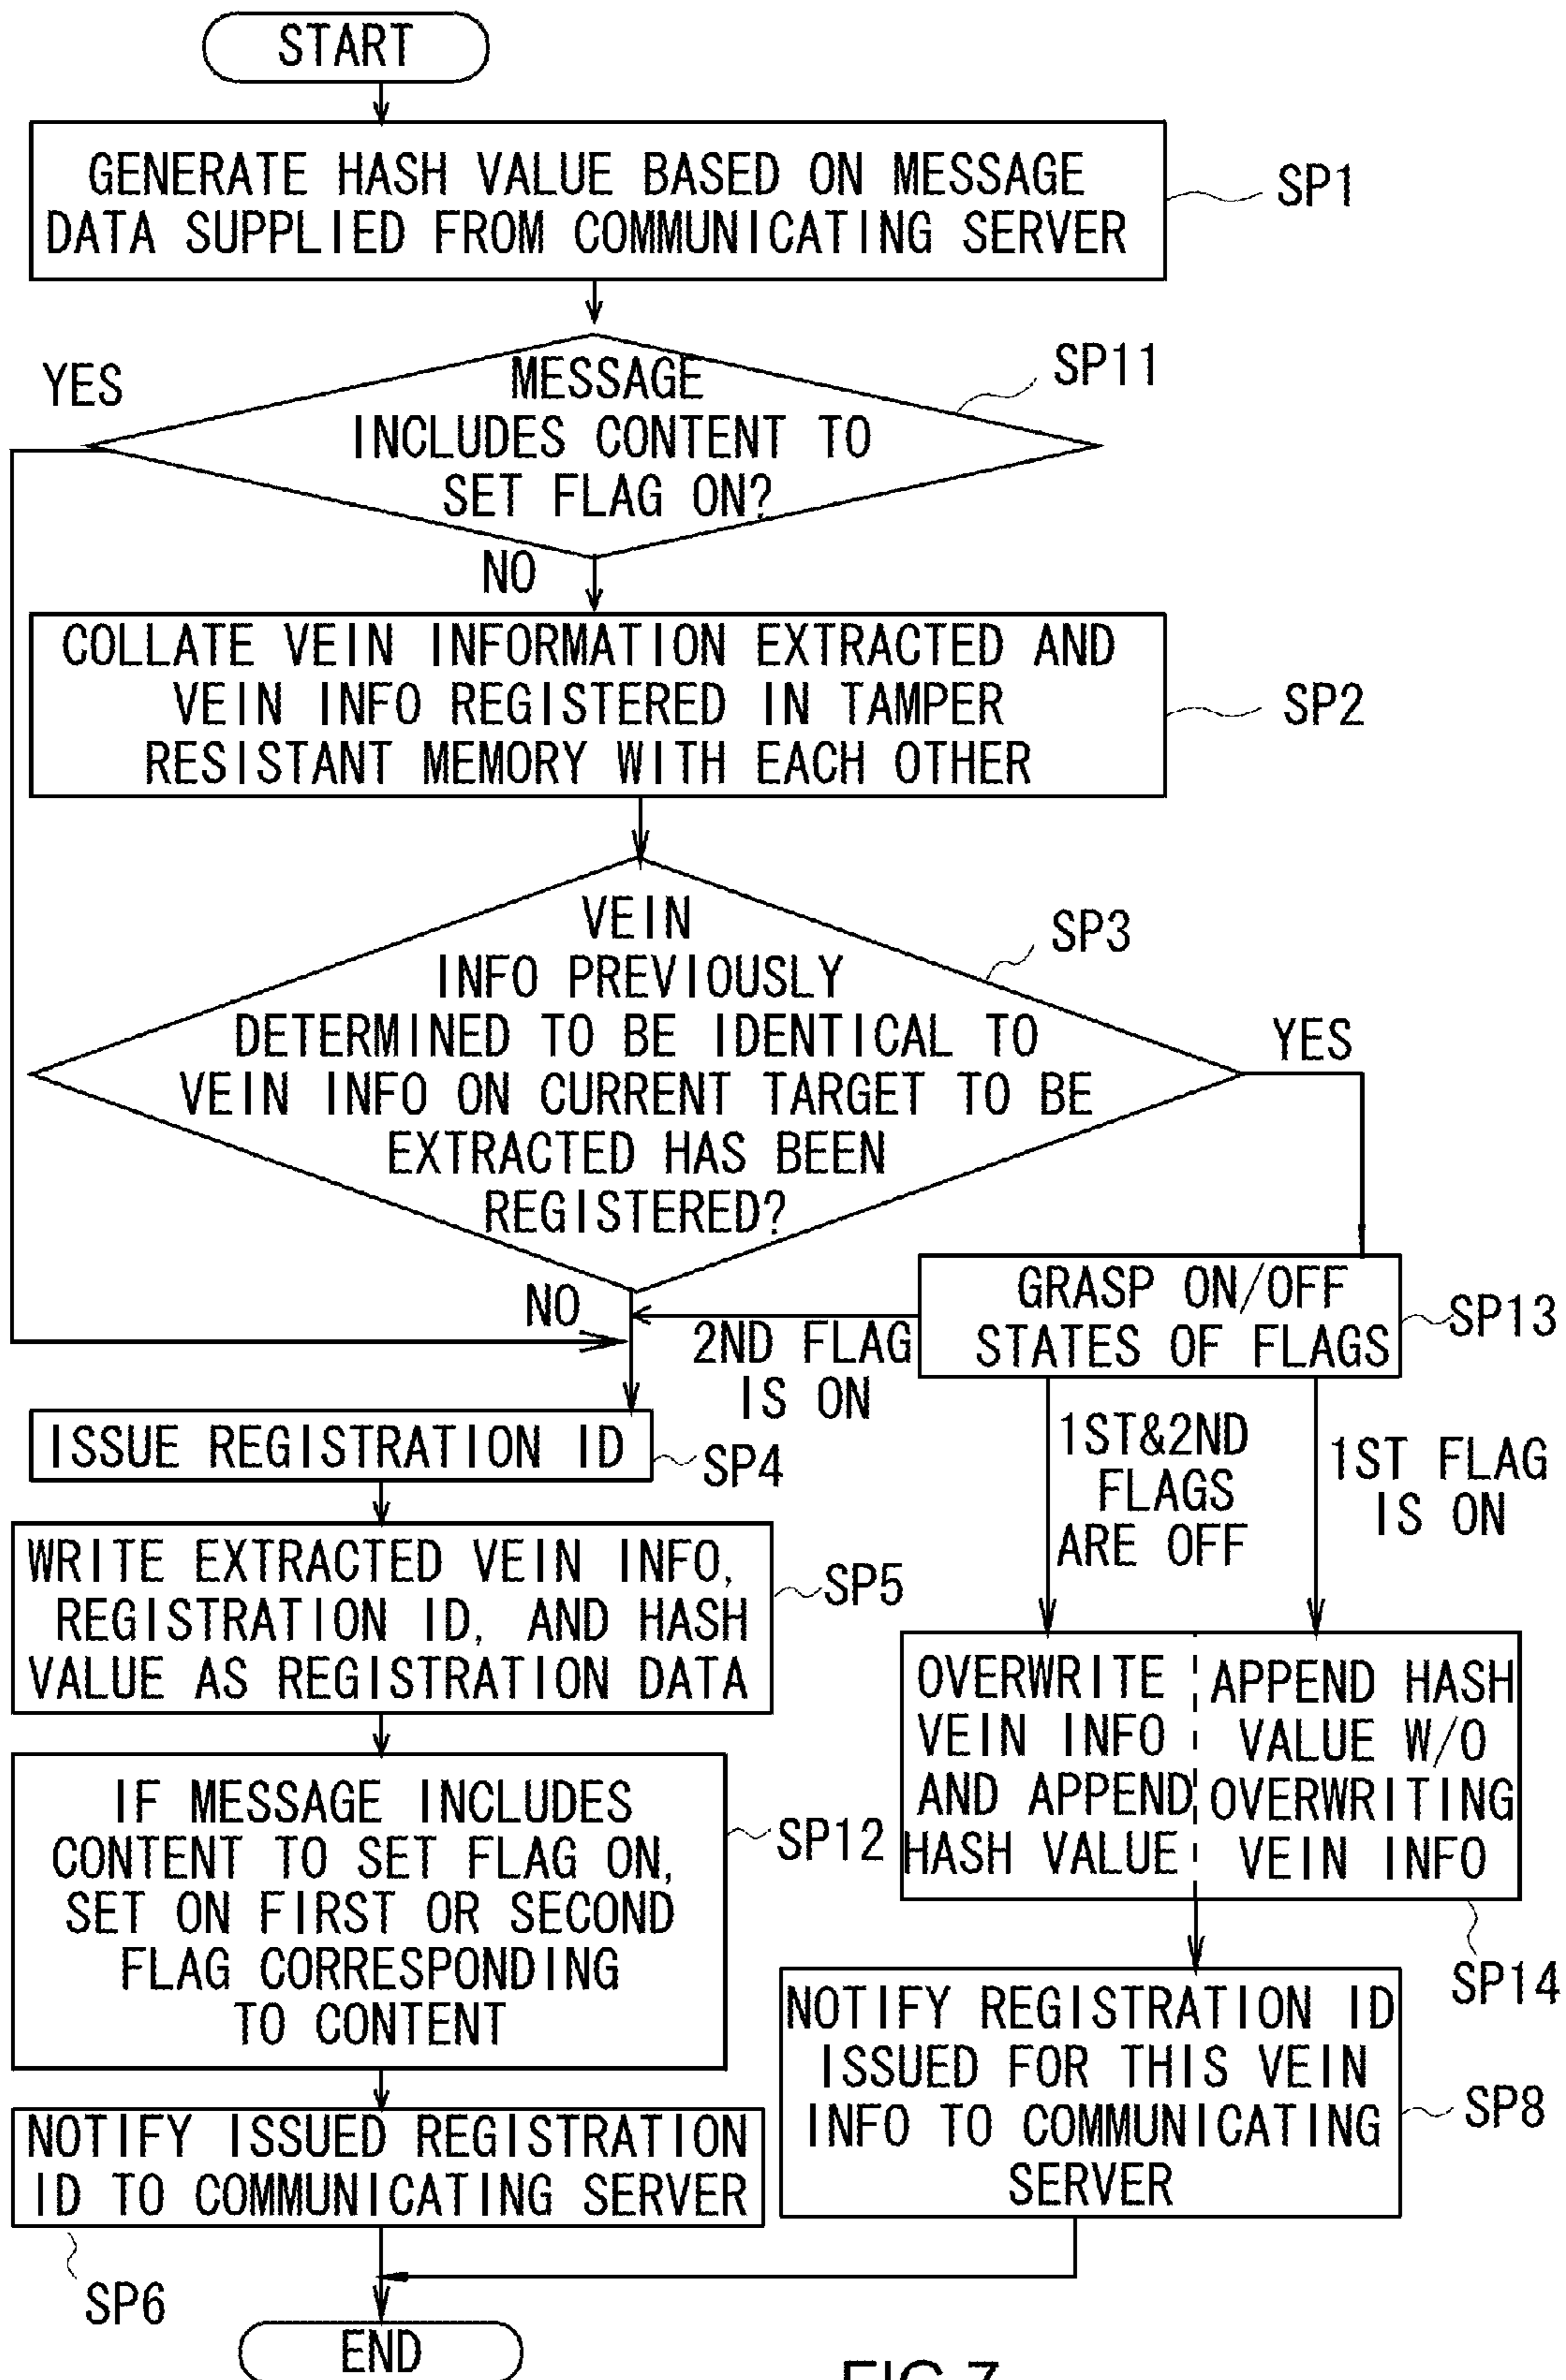 START
GENERATE HASH VALUE BASED ON MESSAGE
DATA SUPPLIED FROM COMMUNICATING SERVER
SP1
YES
MESSAGE
INCLUDES CONTENT TO
SET FLAG ON?
SP11
NO
COLLATE VEIN INFORMATION EXTRACTED AND
VEIN INFO REGISTERED IN TAMPER
RESISTANT MEMORY WITH EACH OTHER
SP2
VEIN
INFO PREVIOUSLY
DETERMINED TO BE IDENTICAL TO
VEIN INFO ON CURRENT TARGET TO BE
EXTRACTED HAS BEEN
REGISTERED?
SP3
YES
NO
GRASP ON/OFF
STATES OF FLAGS
SP13
2ND FLAG
IS ON
1ST&2ND
FLAGS
ARE OFF
1ST FLAG
IS ON
ISSUE REGISTRATION ID
SP4
WRITE EXTRACTED VEIN INFO,
REGISTRATION ID, AND HASH
VALUE AS REGISTRATION DATA
SP5
OVERWRITE
VEIN INFO
AND APPEND
HASH VALUE
APPEND HASH
VALUE W/O
OVERWRITING
VEIN INFO
SP14
IF MESSAGE INCLUDES
CONTENT TO SET FLAG ON,
SET ON FIRST OR SECOND
FLAG CORRESPONDING
TO CONTENT
SP12
NOTIFY REGISTRATION ID
ISSUED FOR THIS VEIN
INFO TO COMMUNICATING
SERVER
SP8
NOTIFY ISSUED REGISTRATION
ID TO COMMUNICATING SERVER
SP6
END
FIG.7